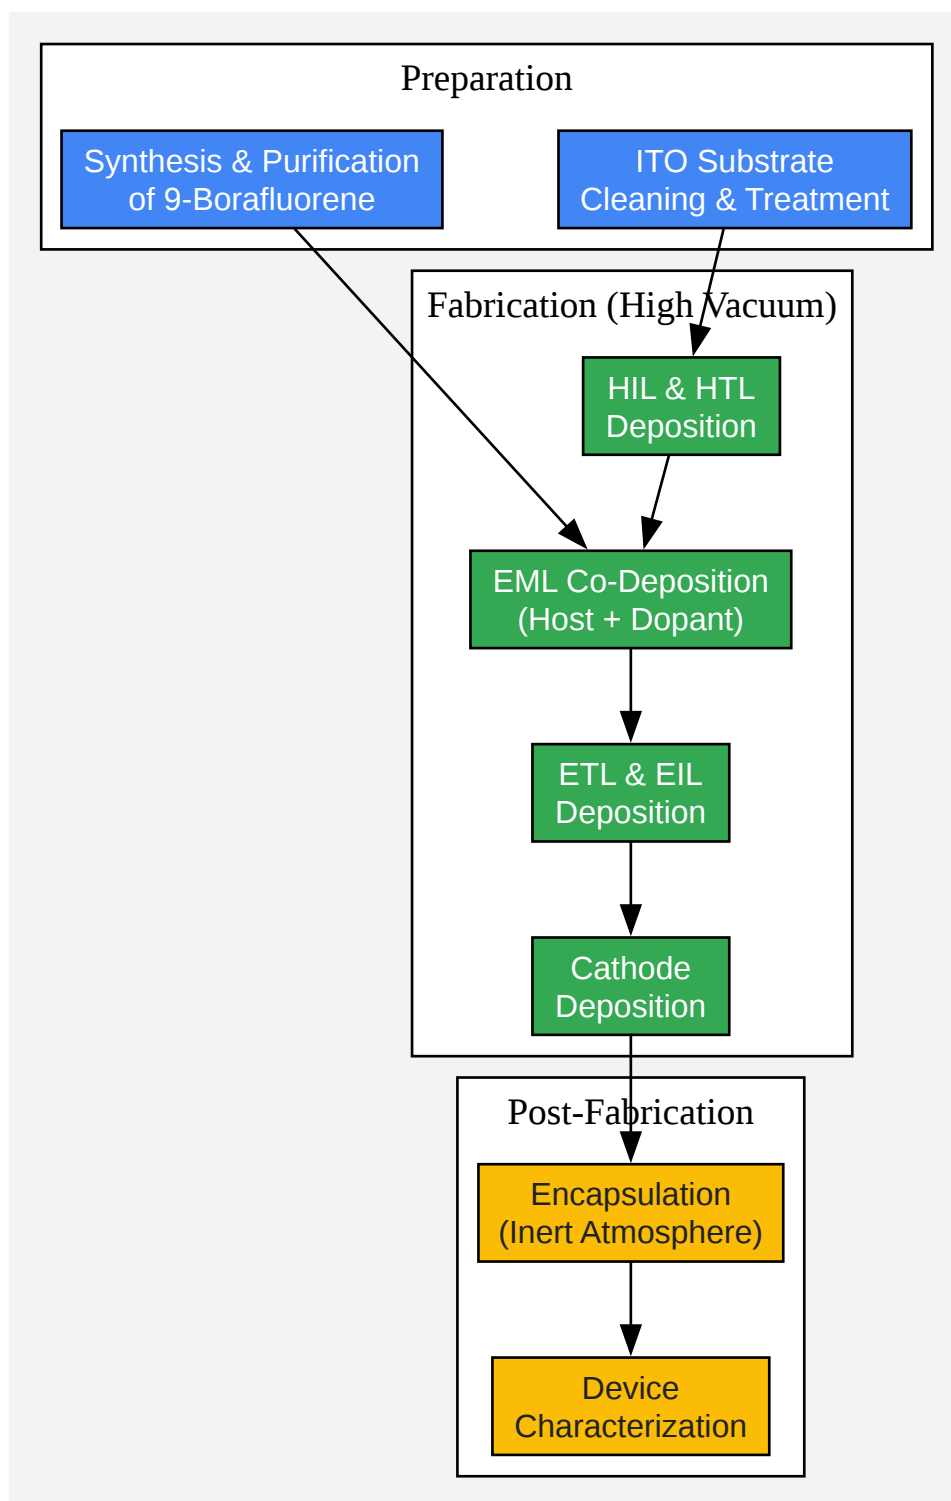 Preparation
Synthesis & Purification
of 9-Borafluorene
ITO Substrate
Cleaning & Treatment
Fabrication (High Vacuum)
HIL & HTL
Deposition
EML Co-Deposition
(Host + Dopant)
ETL & EIL
Deposition
Cathode
Deposition
Post-Fabrication
Encapsulation
(Inert Atmosphere)
Device
Characterization